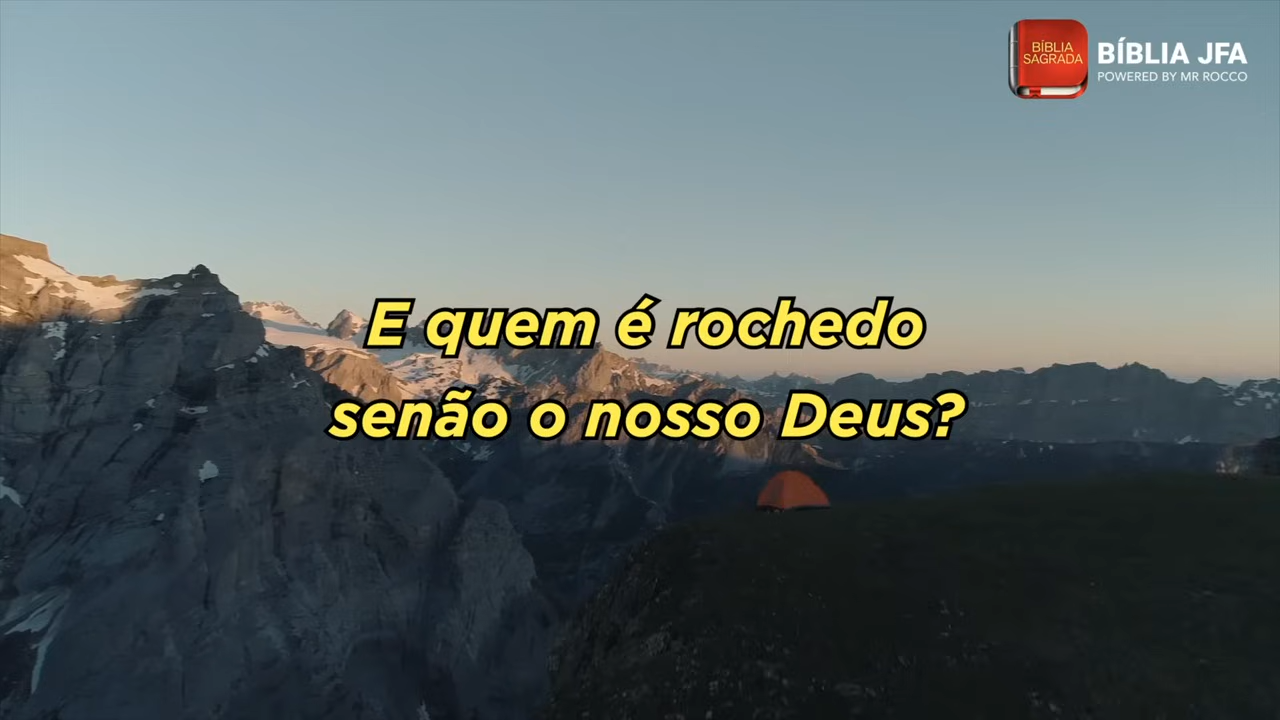 BÍBLIA
SAGRADA
BÍBLIA JFA
POWERED BY MR ROCCO
E quem é rochedo
senão o nosso Deus?